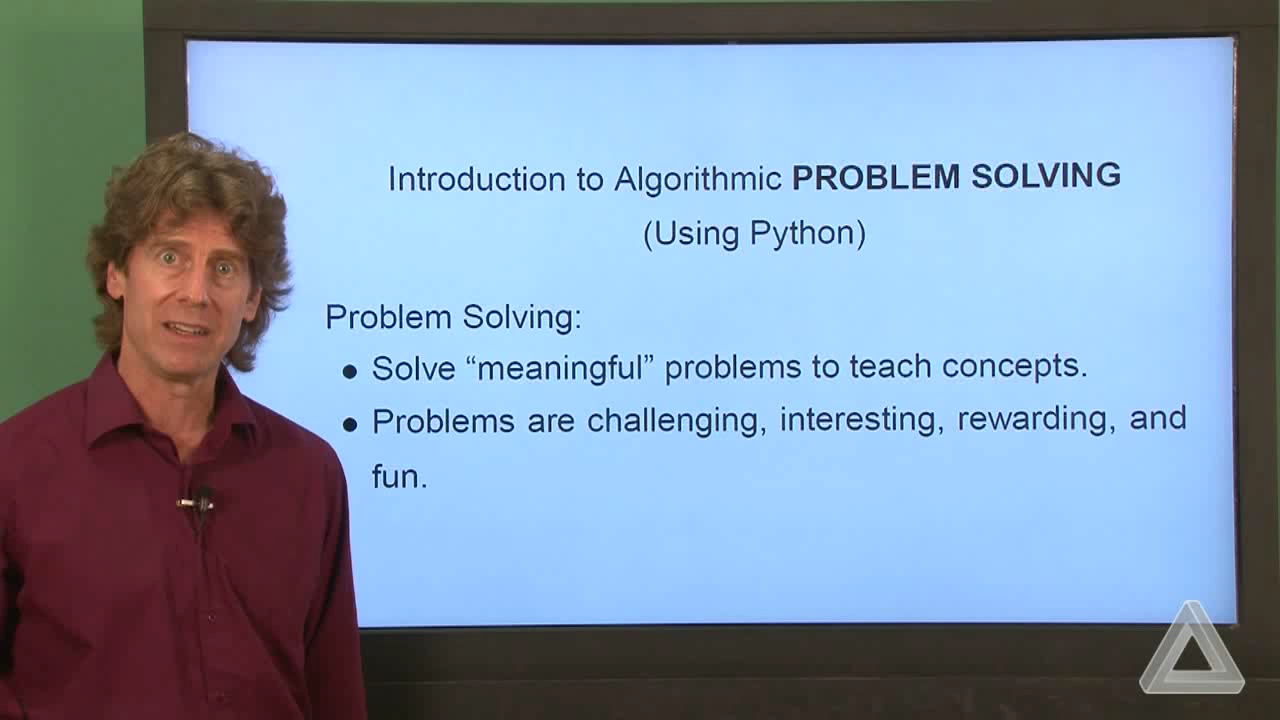 Introduction to Algorithmic PROBLEM SOLVING
(Using Python)
Problem Solving:
● Solve “meaningful” problems to teach concepts.
● Problems are challenging, interesting, rewarding, and
fun.